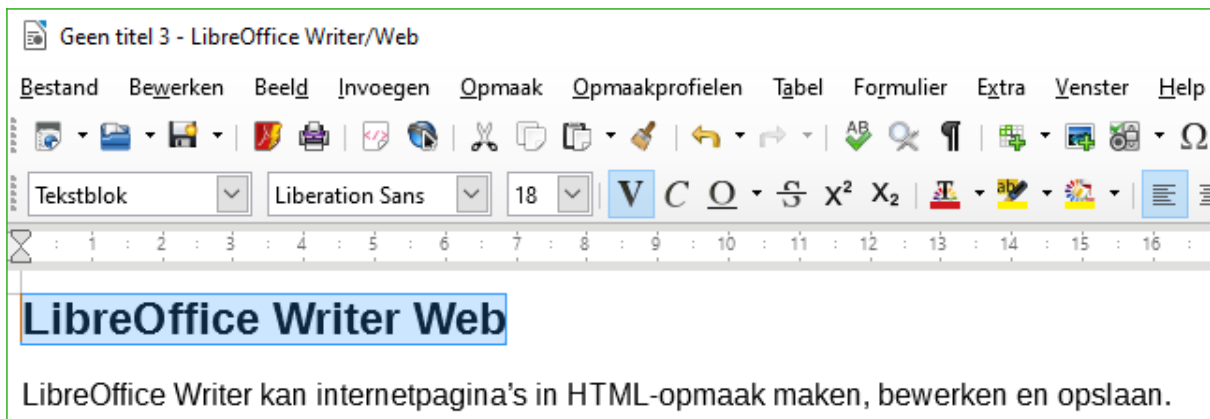 Geen titel 3 - LibreOffice Writer/Web
Bestand Bewerken Beeld Invoegen Opmaak Opmaakprofielen Tabel Formulier Extra Venster Help
Tekstblok Liberation Sans 18 V C O S X² X₂
1 2 3 4 5 6 7 8 9 10 11 12 13 14 15 16
LibreOffice Writer Web
LibreOffice Writer kan internetpagina's in HTML-opmaak maken, bewerken en opslaan.